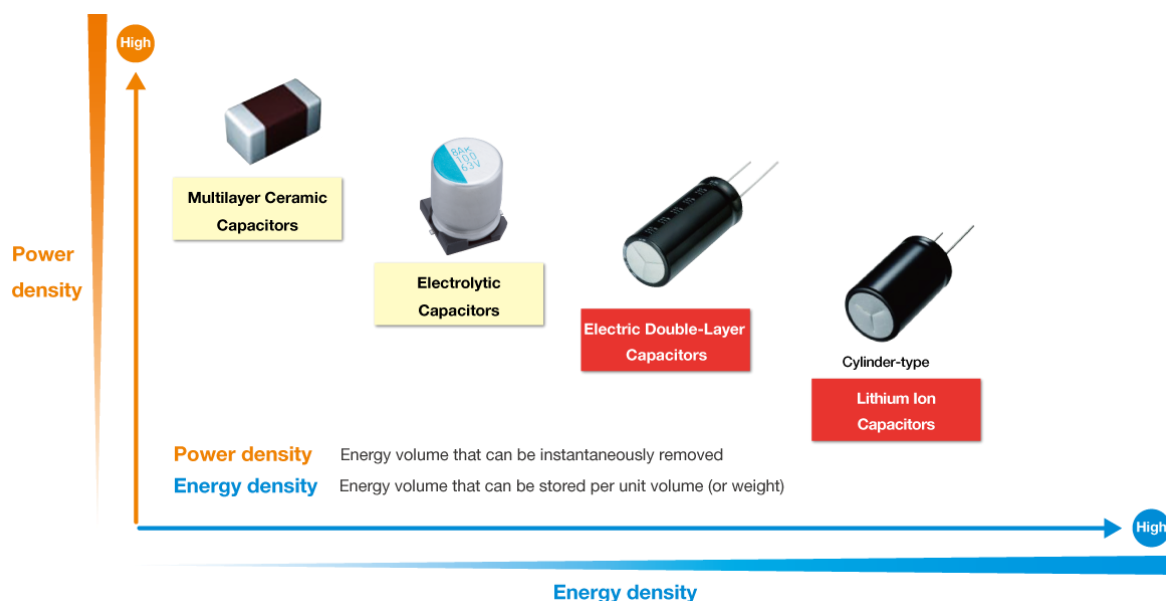 High
Multilayer Ceramic
Capacitors
8AK
100
63V
Power
density
Electrolytic
Capacitors
Electric Double-Layer
Capacitors
Cylinder-type
Lithium Ion
Capacitors
Power density Energy volume that can be instantaneously removed
Energy density Energy volume that can be stored per unit volume (or weight)
High
Energy density